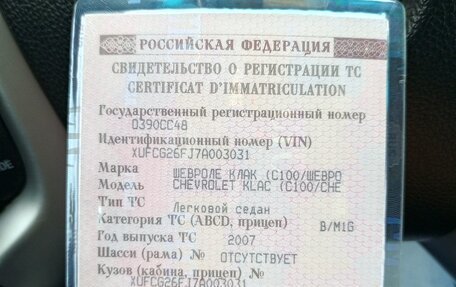 РОССИЙСКАЯ ФЕДЕРАЦИЯ
СВИДЕТЕЛЬСТВО О РЕГИСТРАЦИИ ТС
CERTIFICAT D'IMMATRICULATION
Государственный регистрационный номер
О390СС48
Идентификационный номер (VIN)
XUFCG26FJ7A003031
Марка ШЕВРОЛЕ КЛАК (C100/ШЕВРО
Модель CHEVROLET KLAC (C100/CHE
Тип ТС Легковой седан
Категория ТС (ABCD, прицеп) B/M1G
Год выпуска ТС 2007
Шасси (рама) № ОТСУТСТВУЕТ
Кузов (кабина, прицеп) №
XUFCG26FJ7A003031